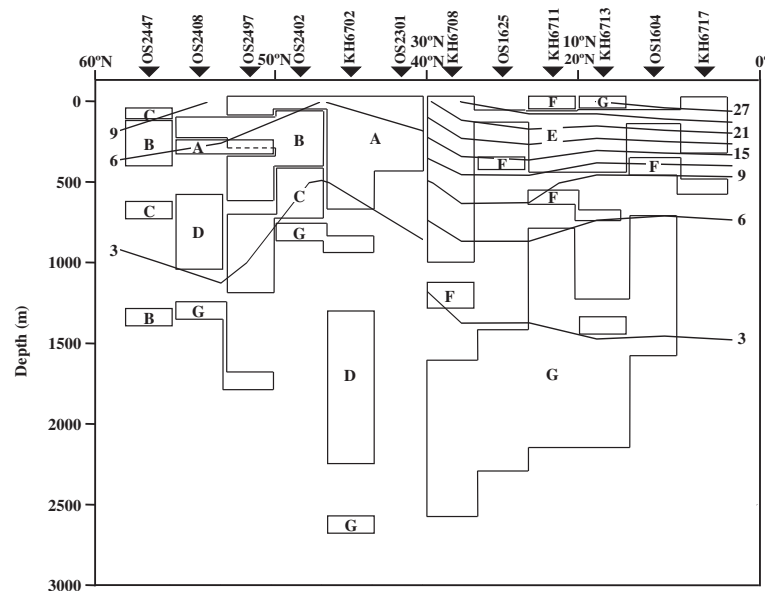 OS2447
OS2408
OS2497
OS2402
KH6702
OS2301
KH6708
OS1625
KH6711
KH6713
OS1604
KH6717
30ºN 10ºN
60ºN 50ºN 40ºN 20ºN 0º
0
500
1000
1500
2000
2500
3000
Depth (m)
9
6
3
C
B
C
B
A
D
G
B
C
G
A
D
G
F
F
G
E
F
F
F
G
27
21
15
9
6
3